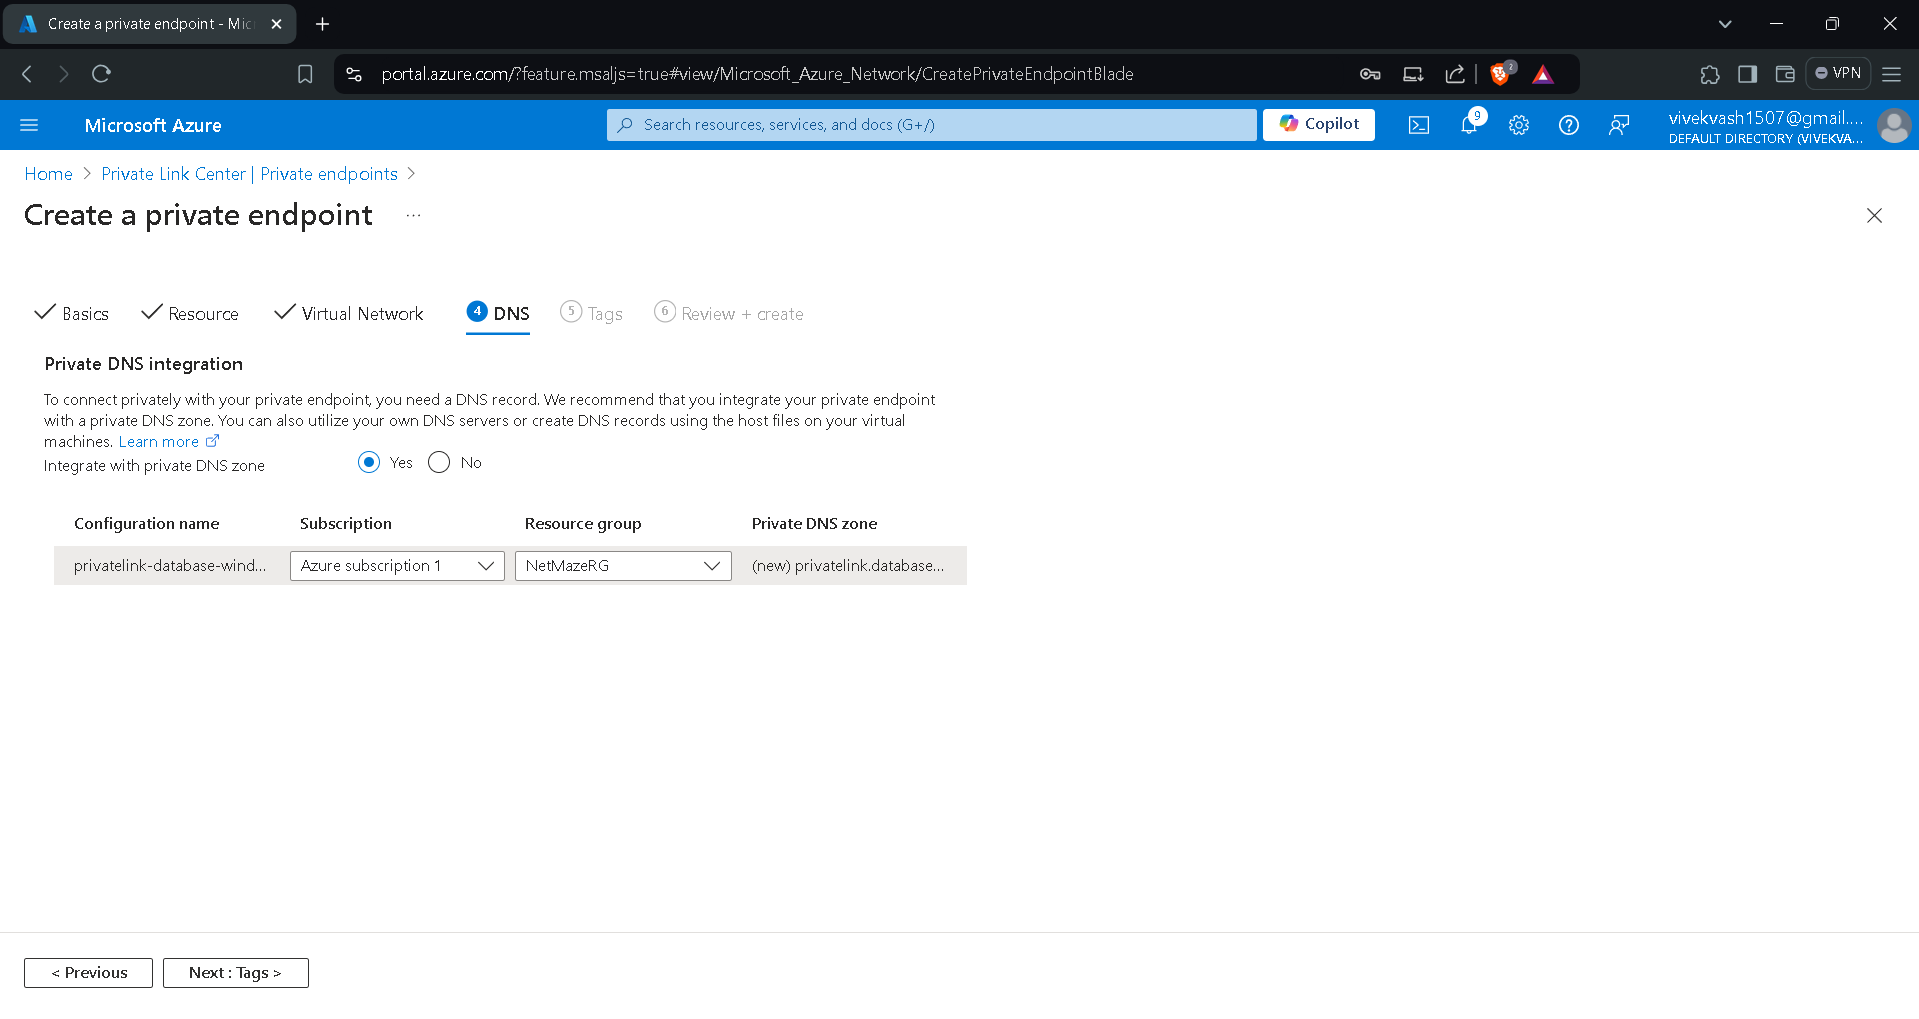 Create a private endpoint - Mic
portal.azure.com/?feature.msaljs=true#view/Microsoft_Azure_Network/CreatePrivateEndpointBlade
2
VPN
Microsoft Azure
Search resources, services, and docs (G+/)
Copilot
9
vivekvash1507@gmail....
DEFAULT DIRECTORY (VIVEKVA...
Home > Private Link Center | Private endpoints >
Create a private endpoint ...
Basics Resource Virtual Network 4 DNS 5 Tags 6 Review + create
Private DNS integration
To connect privately with your private endpoint, you need a DNS record. We recommend that you integrate your private endpoint
with a private DNS zone. You can also utilize your own DNS servers or create DNS records using the host files on your virtual
machines. Learn more
Integrate with private DNS zone Yes No
Configuration name Subscription Resource group Private DNS zone
privatelink-database-wind... Azure subscription 1 NetMazeRG (new) privatelink.database...
< Previous Next : Tags >